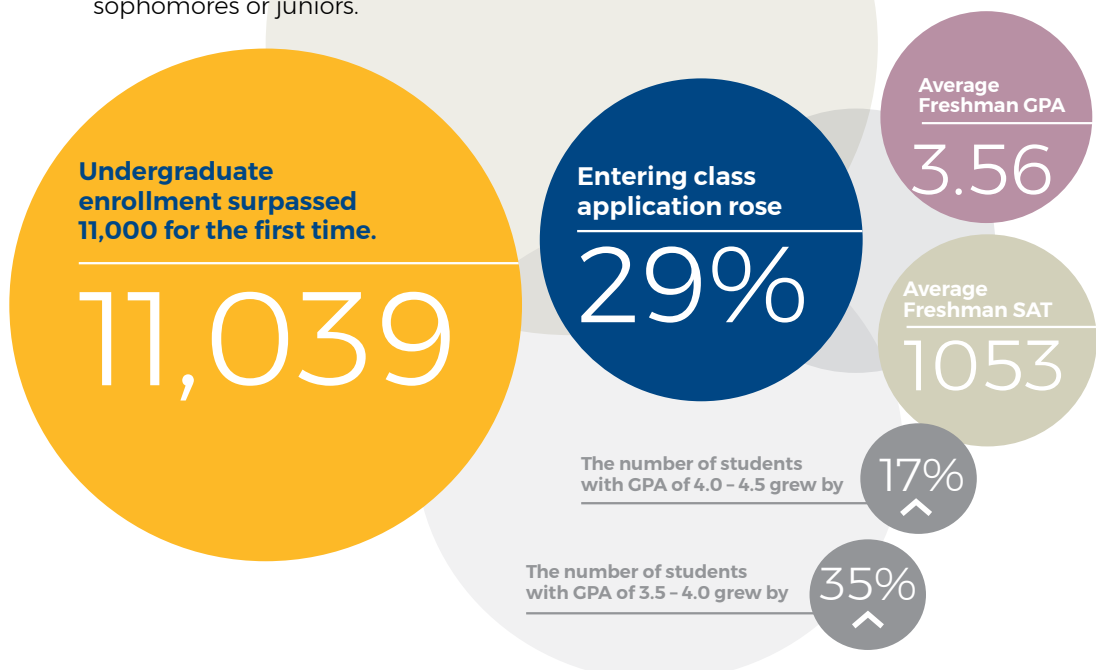 sophomores or juniors.
Undergraduate
enrollment surpassed
11,000 for the first time.
11,039
Entering class
application rose
29%
Average
Freshman GPA
3.56
Average
Freshman SAT
1053
The number of students
with GPA of 4.0 – 4.5 grew by
17%
The number of students
with GPA of 3.5 – 4.0 grew by
35%